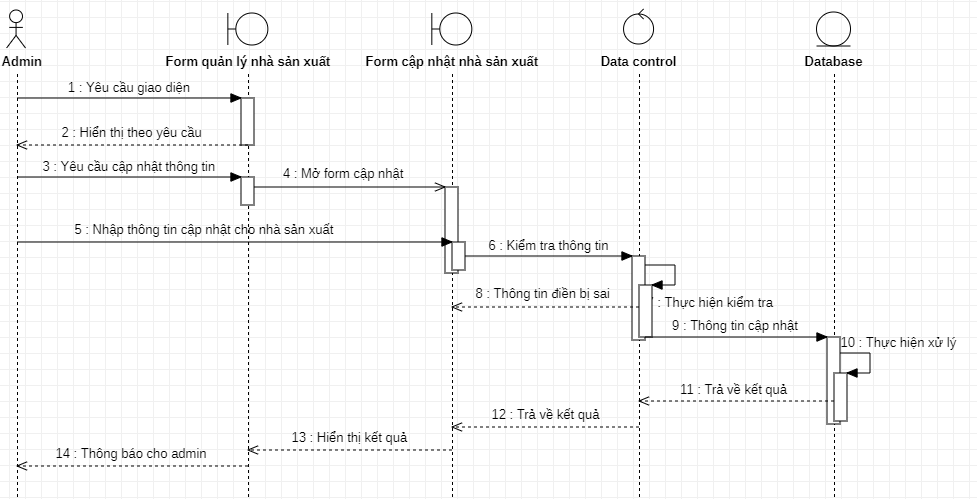 Admin
Form quản lý nhà sản xuất
Form cập nhật nhà sản xuất
Data control
Database
1 : Yêu cầu giao diện
2 : Hiển thị theo yêu cầu
3 : Yêu cầu cập nhật thông tin
4 : Mở form cập nhật
5 : Nhập thông tin cập nhật cho nhà sản xuất
6 : Kiểm tra thông tin
8 : Thông tin điền bị sai
: Thực hiện kiểm tra
9 : Thông tin cập nhật
10 : Thực hiện xử lý
11 : Trả về kết quả
12 : Trả về kết quả
13 : Hiển thị kết quả
14 : Thông báo cho admin